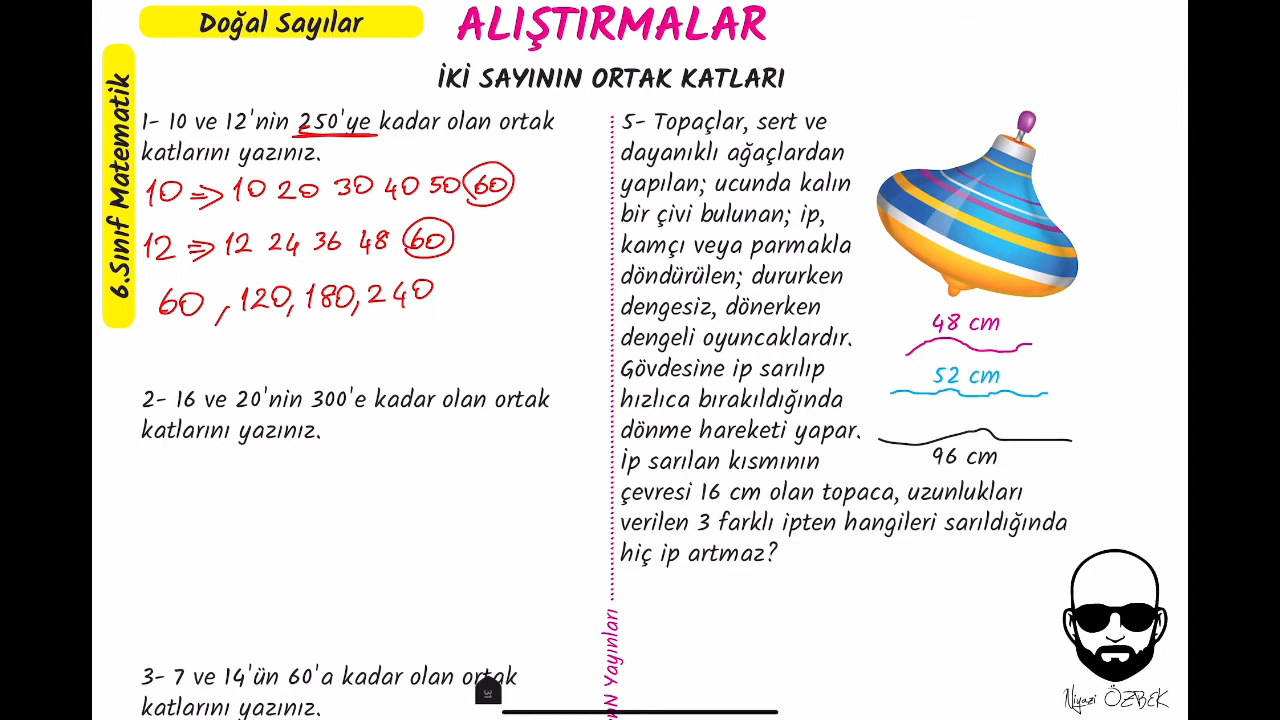 Doğal Sayılar
ALIŞTIRMALAR
6.Sınıf Matematik
İKİ SAYININ ORTAK KATLARI
1- 10 ve 12'nin 250'ye kadar olan ortak
katlarını yazınız.
10 ⇒ 10 20 30 40 50 60
12 ⇒ 12 24 36 48 60
60 , 120, 180, 240
2- 16 ve 20'nin 300'e kadar olan ortak
katlarını yazınız.
3- 7 ve 14'ün 60'a kadar olan ortak
katlarını yazınız.
5- Topaçlar, sert ve
dayanıklı ağaçlardan
yapılan; ucunda kalın
bir çivi bulunan; ip,
kamçı veya parmakla
döndürülen; dururken
dengesiz, dönerken
dengeli oyuncaklardır.
Gövdesine ip sarılıp
hızlıca bırakıldığında
dönme hareketi yapar.
İp sarılan kısmının
çevresi 16 cm olan topaca, uzunlukları
verilen 3 farklı ipten hangileri sarıldığında
hiç ip artmaz?
48 cm
52 cm
96 cm
Yayınları
31
Niyazi ÖZBEK